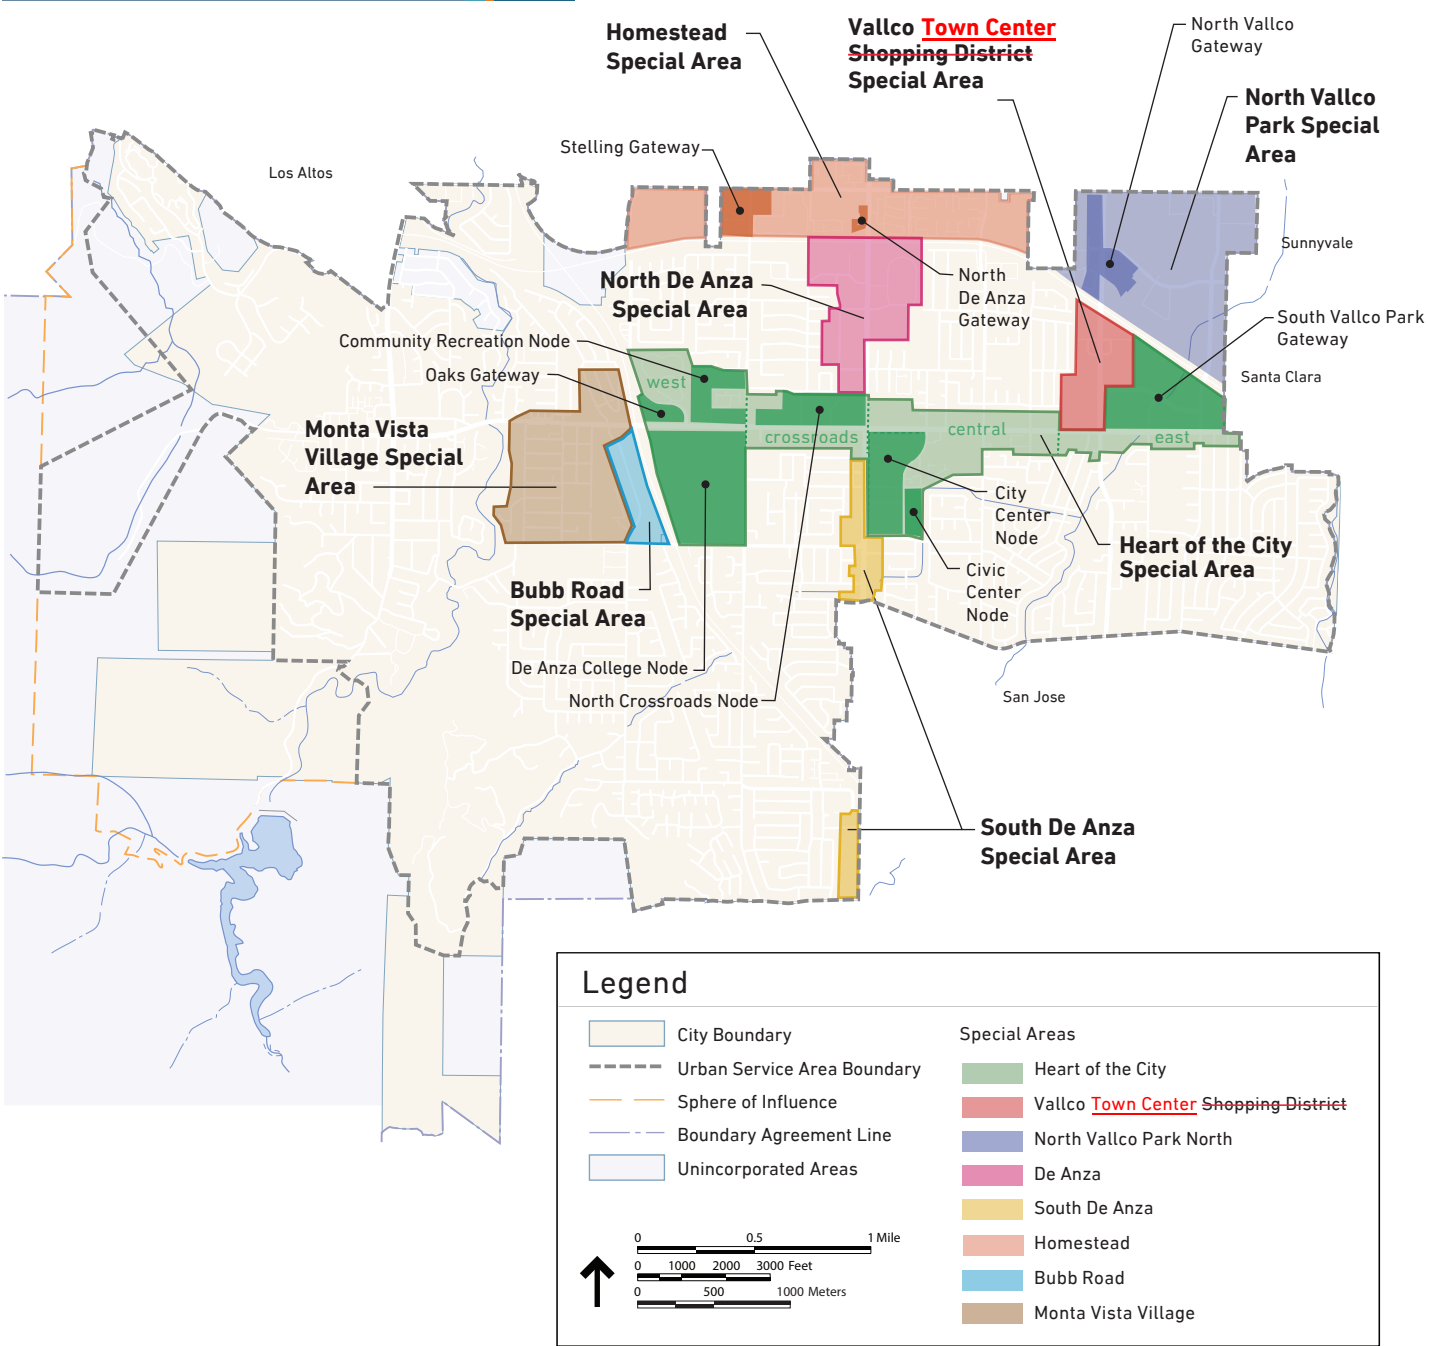 Homestead
Special Area
Vallco Town Center
Shopping District
Special Area
North Vallco
Gateway
North Vallco
Park Special
Area
Stelling Gateway
Los Altos
Sunnyvale
North De Anza
Special Area
North
De Anza
Gateway
South Vallco Park
Gateway
Community Recreation Node
Oaks Gateway
Santa Clara
west
crossroads
central
east
Monta Vista
Village Special
Area
City
Center
Node
Heart of the City
Special Area
Civic
Center
Node
Bubb Road
Special Area
De Anza College Node
North Crossroads Node
San Jose
South De Anza
Special Area
Legend
City Boundary
Urban Service Area Boundary
Sphere of Influence
Boundary Agreement Line
Unincorporated Areas
0 0.5 1 Mile
0 1000 2000 3000 Feet
0 500 1000 Meters
Special Areas
Heart of the City
Vallco Town Center Shopping District
North Vallco Park North
De Anza
South De Anza
Homestead
Bubb Road
Monta Vista Village